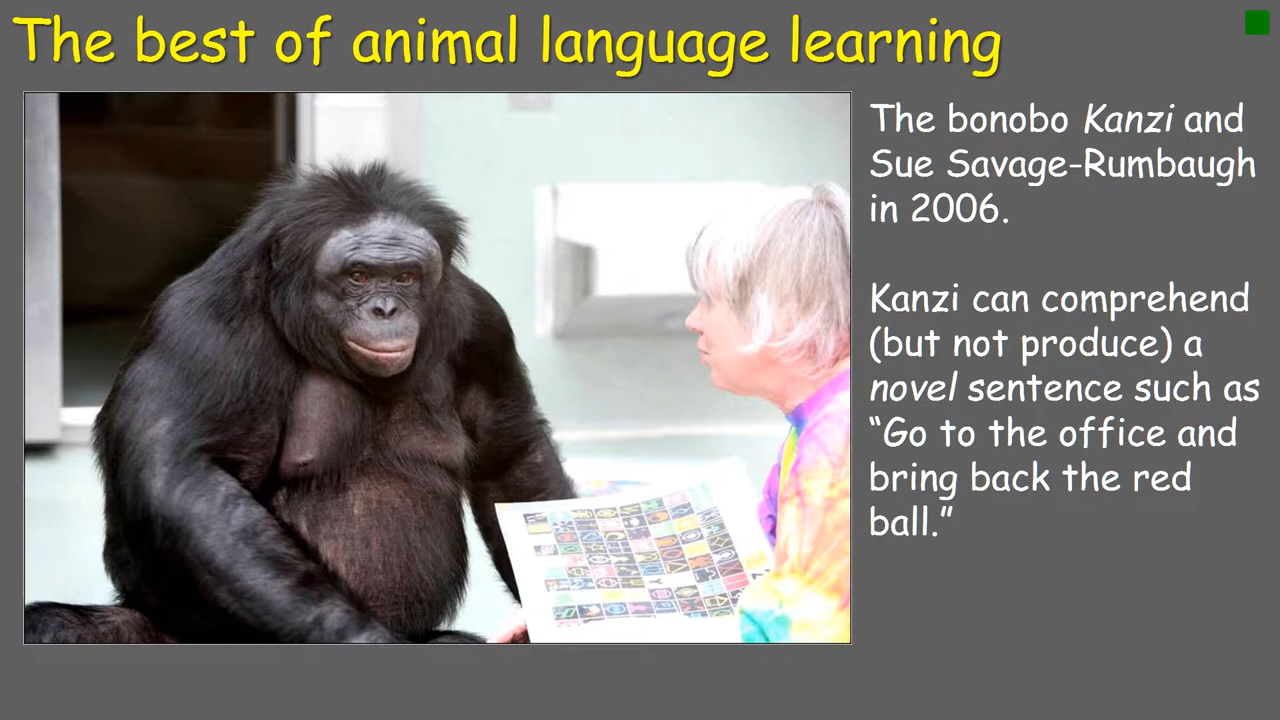 The best of animal language learning
The bonobo Kanzi and
Sue Savage-Rumbaugh
in 2006.
Kanzi can comprehend
(but not produce) a
novel sentence such as
“Go to the office and
bring back the red
ball.”